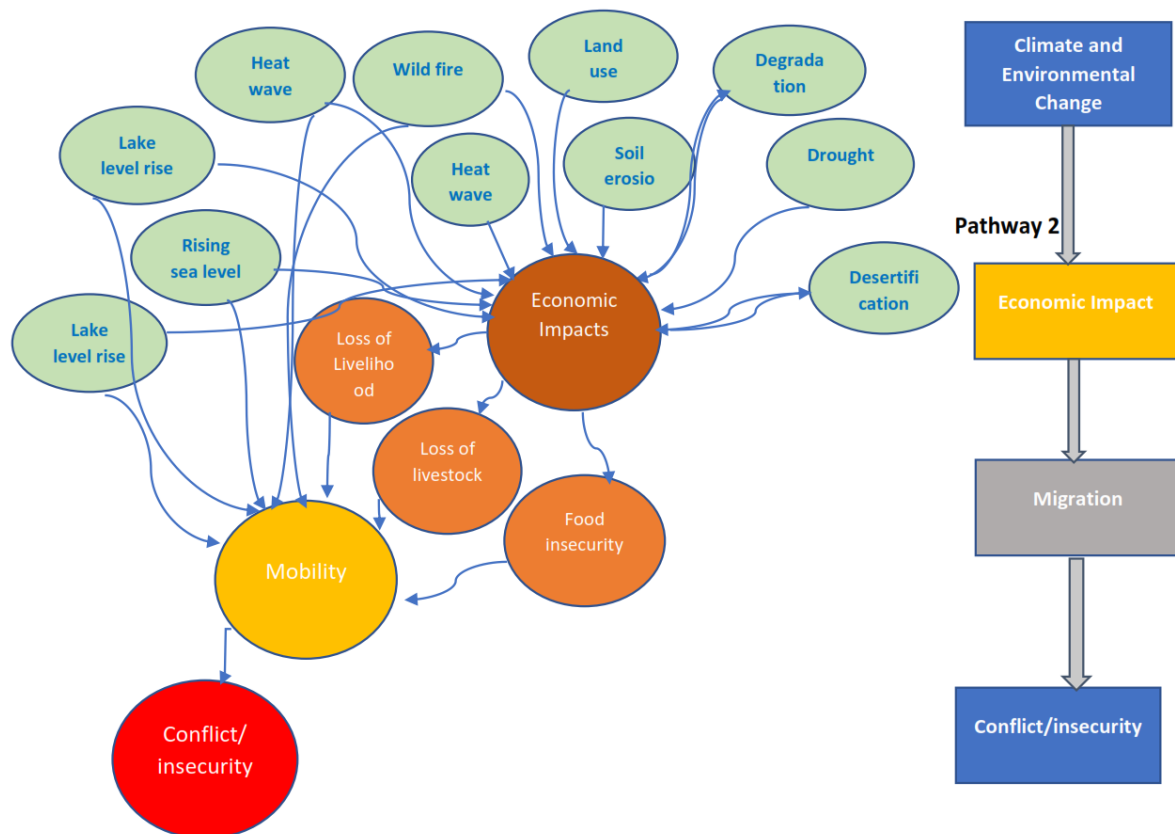 Heat
wave
Wild fire
Land
use
Degrada
tion
Lake
level rise
Heat
wave
Soil
erosio
Drought
Rising
sea level
Desertifi
cation
Lake
level rise
Economic
Impacts
Loss of
Liveliho
od
Loss of
livestock
Food
insecurity
Mobility
Conflict/
insecurity
Climate and
Environmental
Change
Pathway 2
Economic Impact
Migration
Conflict/insecurity